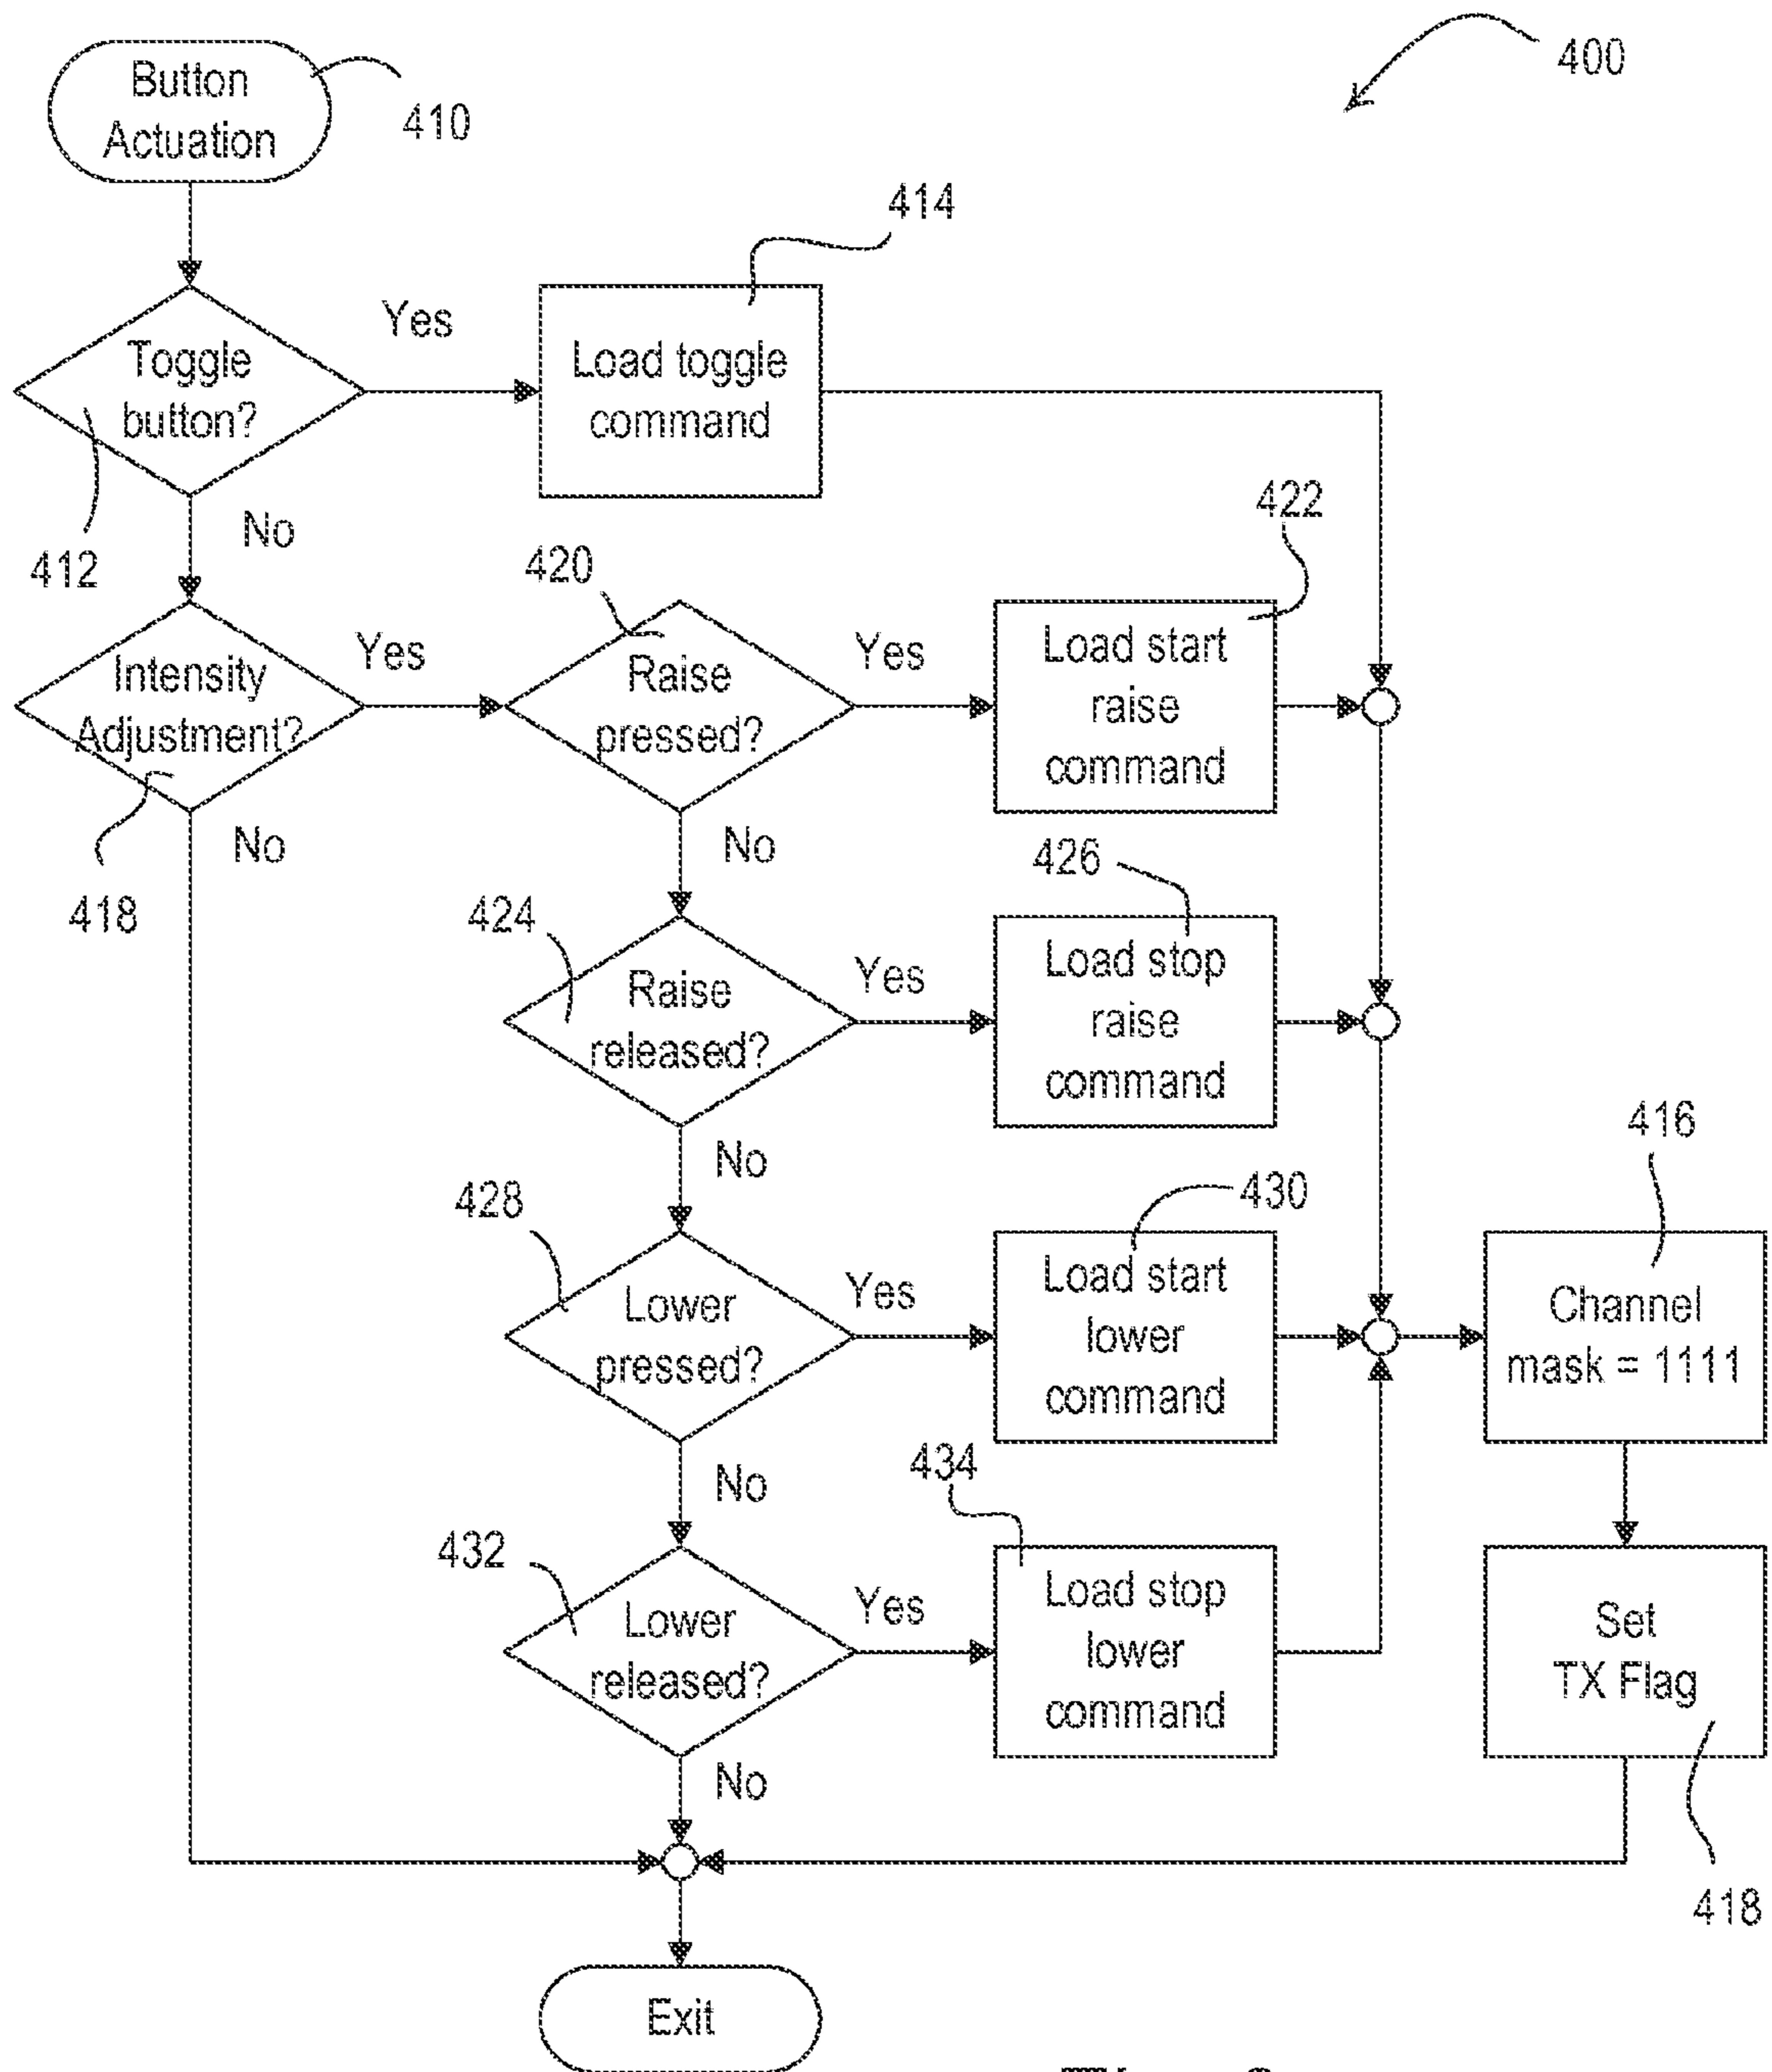 400
Button
Actuation
410
414
Toggle
button?
Yes
Load toggle
command
412
No
422
420
Intensity
Adjustment?
Yes
Raise
pressed?
Yes
Load start
raise
command
418
No
No
426
424
Raise
released?
Yes
Load stop
raise
command
No
416
428
430
Lower
pressed?
Yes
Load start
lower
command
Channel
mask = 1111
No
434
432
Lower
released?
Yes
Load stop
lower
command
Set
TX Flag
No
418
Exit